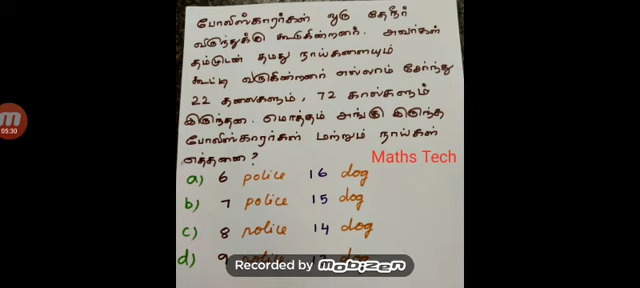 போலிஸ்காரர்கள் ஒரு தேநீர்
விருந்துக்கு கூடுகின்றனர். அவர்கள்
தம்முடன் தமது நாய்களையும்
கூட்டி வருகின்றனர் எல்லாம் சேர்ந்து
22 தலைகளும், 72 கால்களும்
இருந்தன. மொத்தம் அங்கு இருந்த
போலிஸ்காரர்கள் மற்றும் நாய்கள்
எத்தனை?
Maths Tech
a) 6 police 16 dog
b) 7 police 15 dog
c) 8 police 14 dog
d) 9 police dog
05:30
Recorded by mobizen